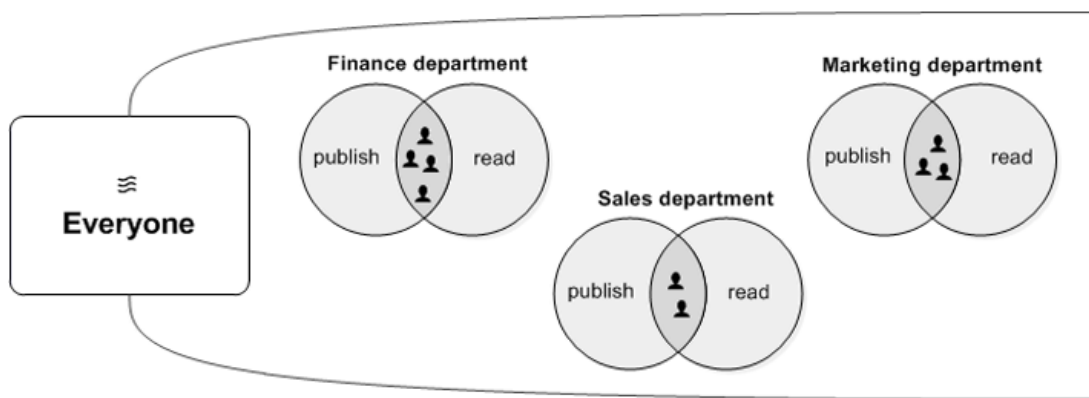 Finance department
Marketing department
publish
read
publish
read
Everyone
Sales department
publish
read